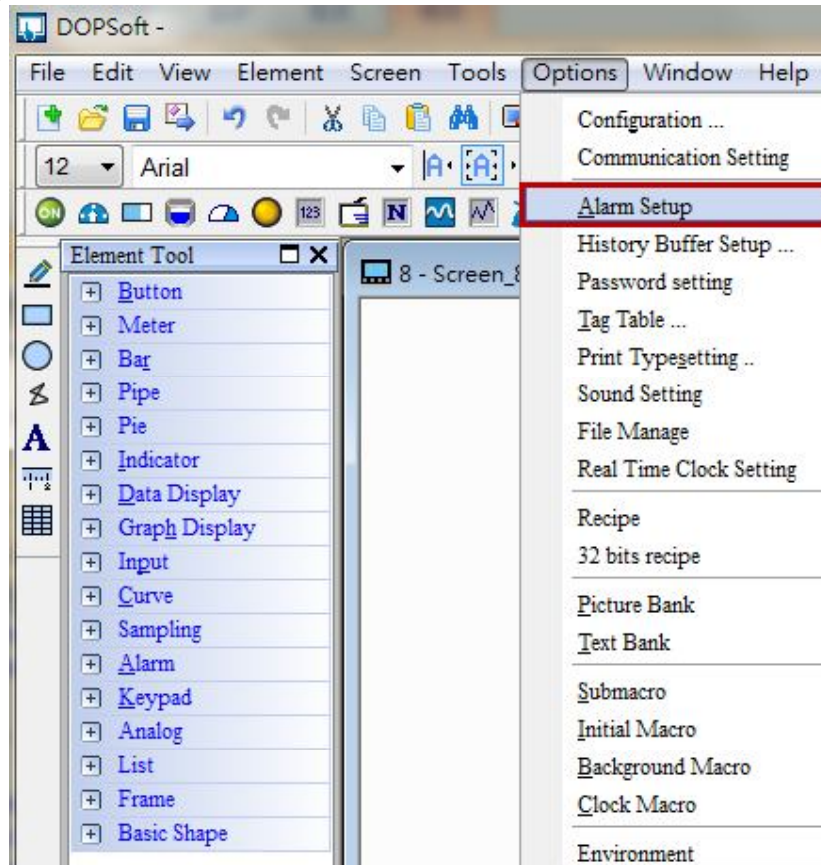 DOPSoft -
File Edit View Element Screen Tools Options Window Help
12 Arial A A
ON 123 N
Element Tool
8 - Screen_8
A
Button
Meter
Bar
Pipe
Pie
Indicator
Data Display
Graph Display
Input
Curve
Sampling
Alarm
Keypad
Analog
List
Frame
Basic Shape
Configuration ...
Communication Setting
Alarm Setup
History Buffer Setup ...
Password setting
Tag Table ...
Print Typesetting ..
Sound Setting
File Manage
Real Time Clock Setting
Recipe
32 bits recipe
Picture Bank
Text Bank
Submacro
Initial Macro
Background Macro
Clock Macro
Environment